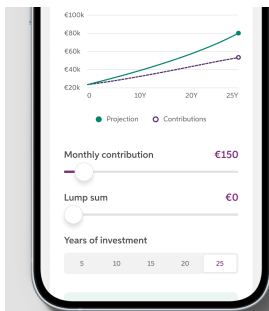 €100k
€80k
€60k
€40k
€20k
0 10Y 20Y 25Y
Projection Contributions
Monthly contribution €150
Lump sum €0
Years of investment
5 10 15 20 25